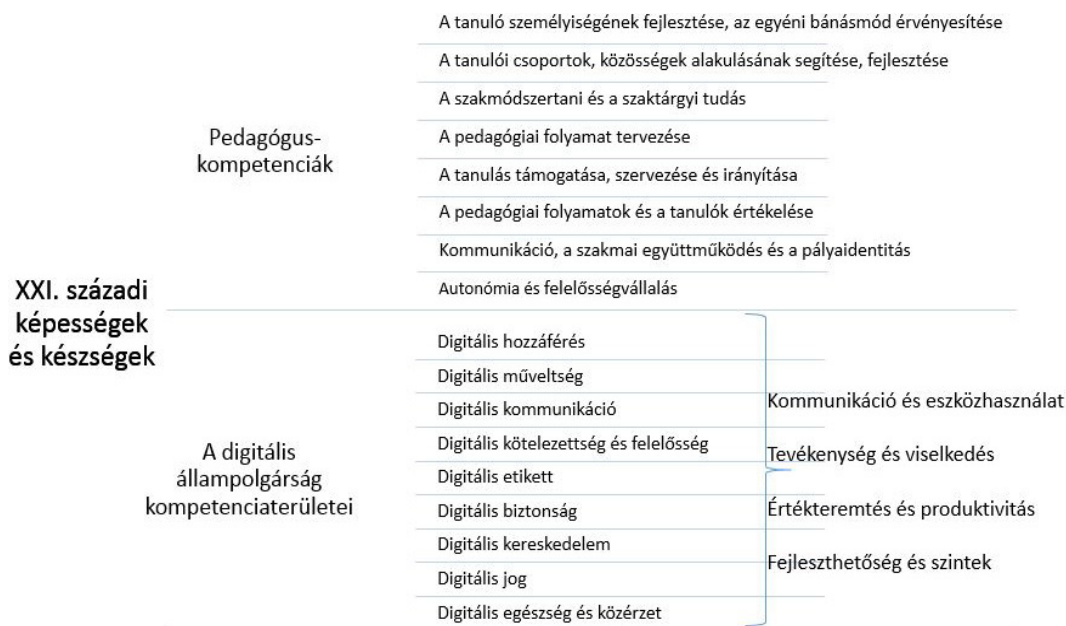 XXI. századi
képességek
és készségek
Pedagógus-
kompetenciák
A tanuló személyiségének fejlesztése, az egyéni bánásmód érvényesítése
A tanulói csoportok, közösségek alakulásának segítése, fejlesztése
A szakmódszertani és a szaktárgyi tudás
A pedagógiai folyamat tervezése
A tanulás támogatása, szervezése és irányítása
A pedagógiai folyamatok és a tanulók értékelése
Kommunikáció, a szakmai együttműködés és a pályaidentitás
Autonómia és felelősségvállalás
A digitális
állampolgárság
kompetenciaterületei
Digitális hozzáférés
Digitális műveltség
Digitális kommunikáció
Digitális kötelezettség és felelősség
Digitális etikett
Digitális biztonság
Digitális kereskedelem
Digitális jog
Digitális egészség és közérzet
Kommunikáció és eszközhasználat
Tevékenység és viselkedés
Értékteremtés és produktivitás
Fejleszthetőség és szintek